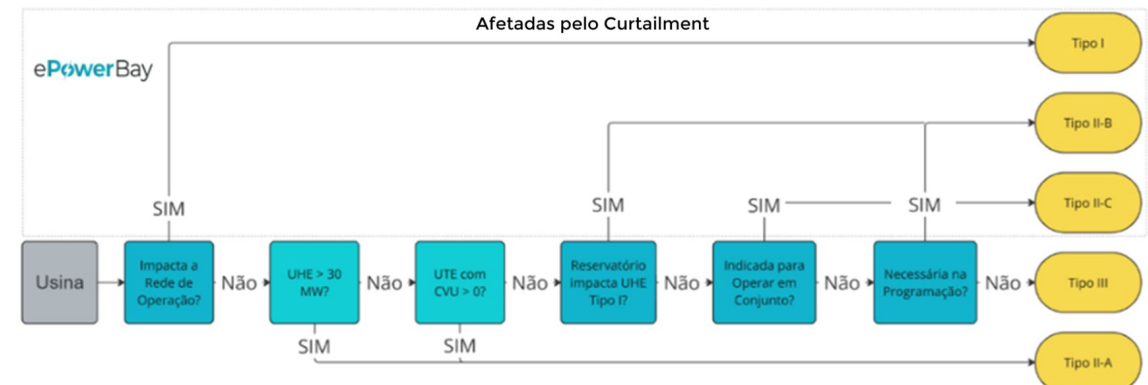 Afetadas pelo Curtailment
ePowerBay
Tipo I
Tipo II-B
SIM
SIM
SIM
SIM
Tipo II-C
Usina
Impacta a
Rede de
Operação?
Não
UHE > 30
MW?
Não
UTE com
CVU > 0?
Não
Reservatório
impacta UHE
Tipo I?
Não
Indicada para
Operar em
Conjunto?
Não
Necessária na
Programação?
Não
Tipo III
SIM
SIM
Tipo II-A